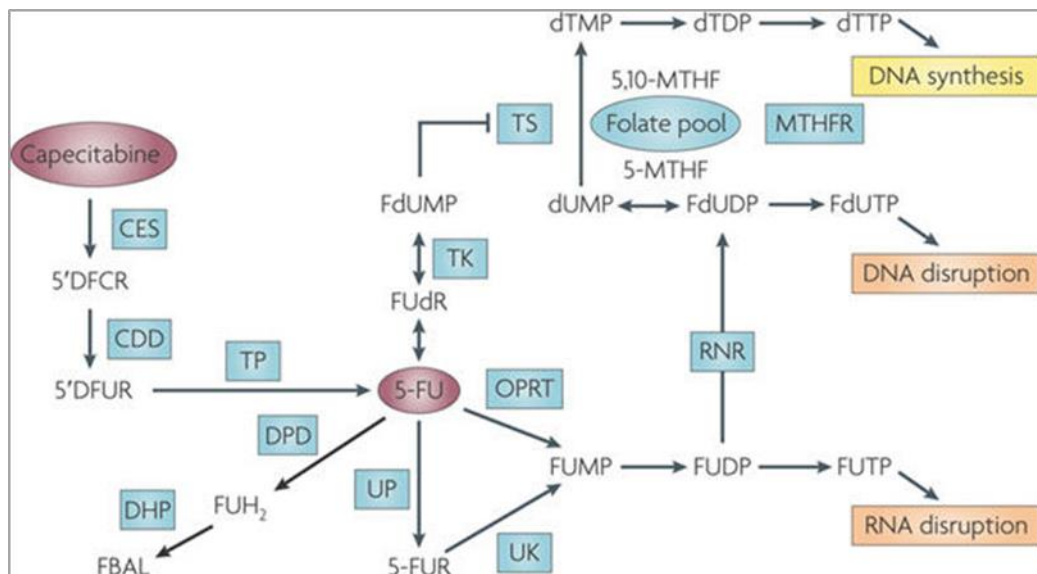 dTMP dTDP dTTP
DNA synthesis
5,10-MTHF
TS Folate pool MTHFR
5-MTHF
Capecitabine
FdUMP dUMP FdUDP FdUTP
CES
TK
5'DFCR
DNA disruption
FUdR
CDD
TP
RNR
5'DFUR 5-FU OPRT
DPD
FUMP FUDP FUTP
UP
DHP FUH₂
RNA disruption
UK
FBAL 5-FUR